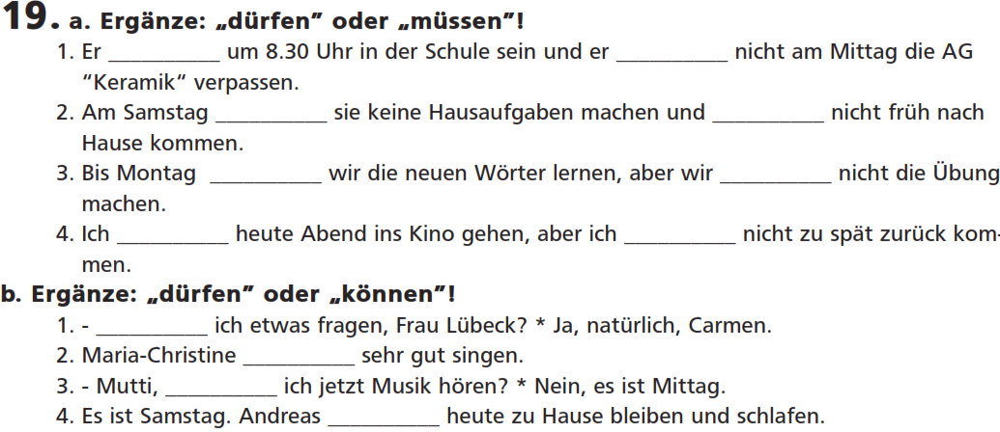 19. a. Ergänze: „dürfen” oder „müssen”!
1. Er __________ um 8.30 Uhr in der Schule sein und er __________ nicht am Mittag die AG
“Keramik“ verpassen.
2. Am Samstag __________ sie keine Hausaufgaben machen und __________ nicht früh nach
Hause kommen.
3. Bis Montag __________ wir die neuen Wörter lernen, aber wir __________ nicht die Übung
machen.
4. Ich __________ heute Abend ins Kino gehen, aber ich __________ nicht zu spät zurück kom-
men.
b. Ergänze: „dürfen” oder „können”!
1. - __________ ich etwas fragen, Frau Lübeck? * Ja, natürlich, Carmen.
2. Maria-Christine __________ sehr gut singen.
3. - Mutti, __________ ich jetzt Musik hören? * Nein, es ist Mittag.
4. Es ist Samstag. Andreas __________ heute zu Hause bleiben und schlafen.